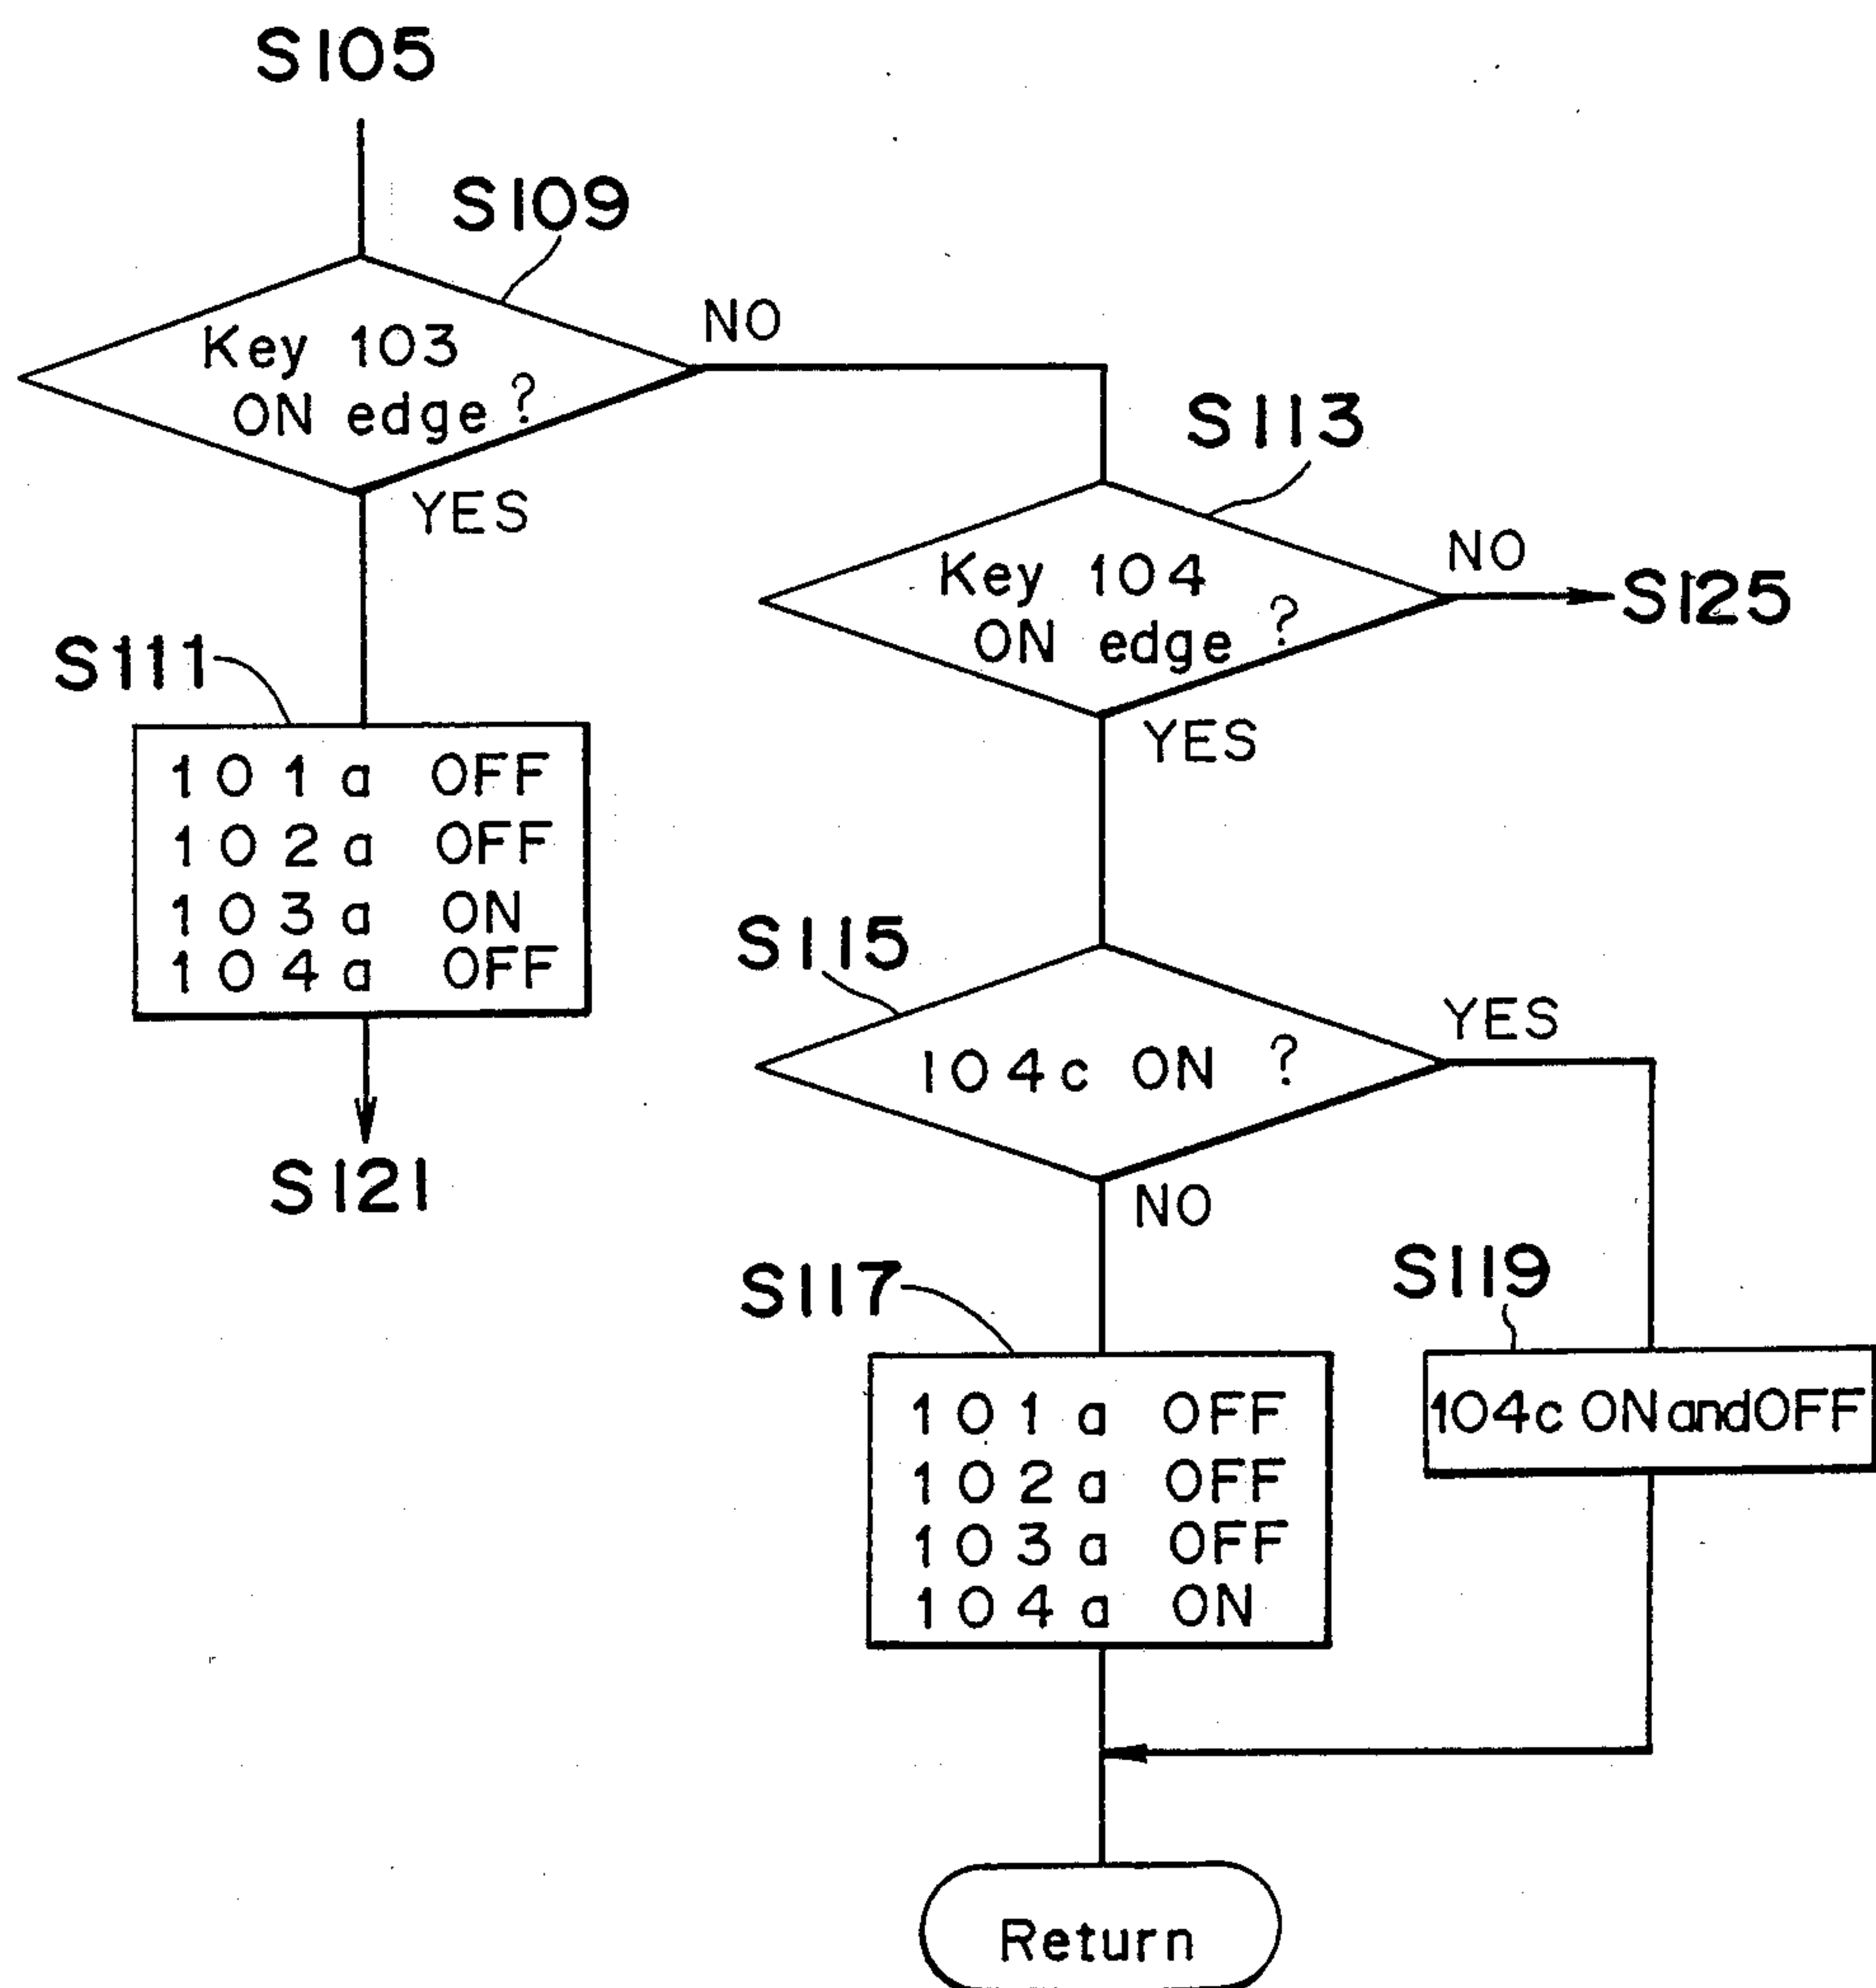 S105
S109
Key 103
ON edge ?
NO
YES
S113
Key 104
ON edge ?
NO
S125
YES
S111
101a OFF
102a OFF
103a ON
104a OFF
S121
S115
104c ON ?
YES
NO
S117
101a OFF
102a OFF
103a OFF
104a ON
S119
104c ON and OFF
Return